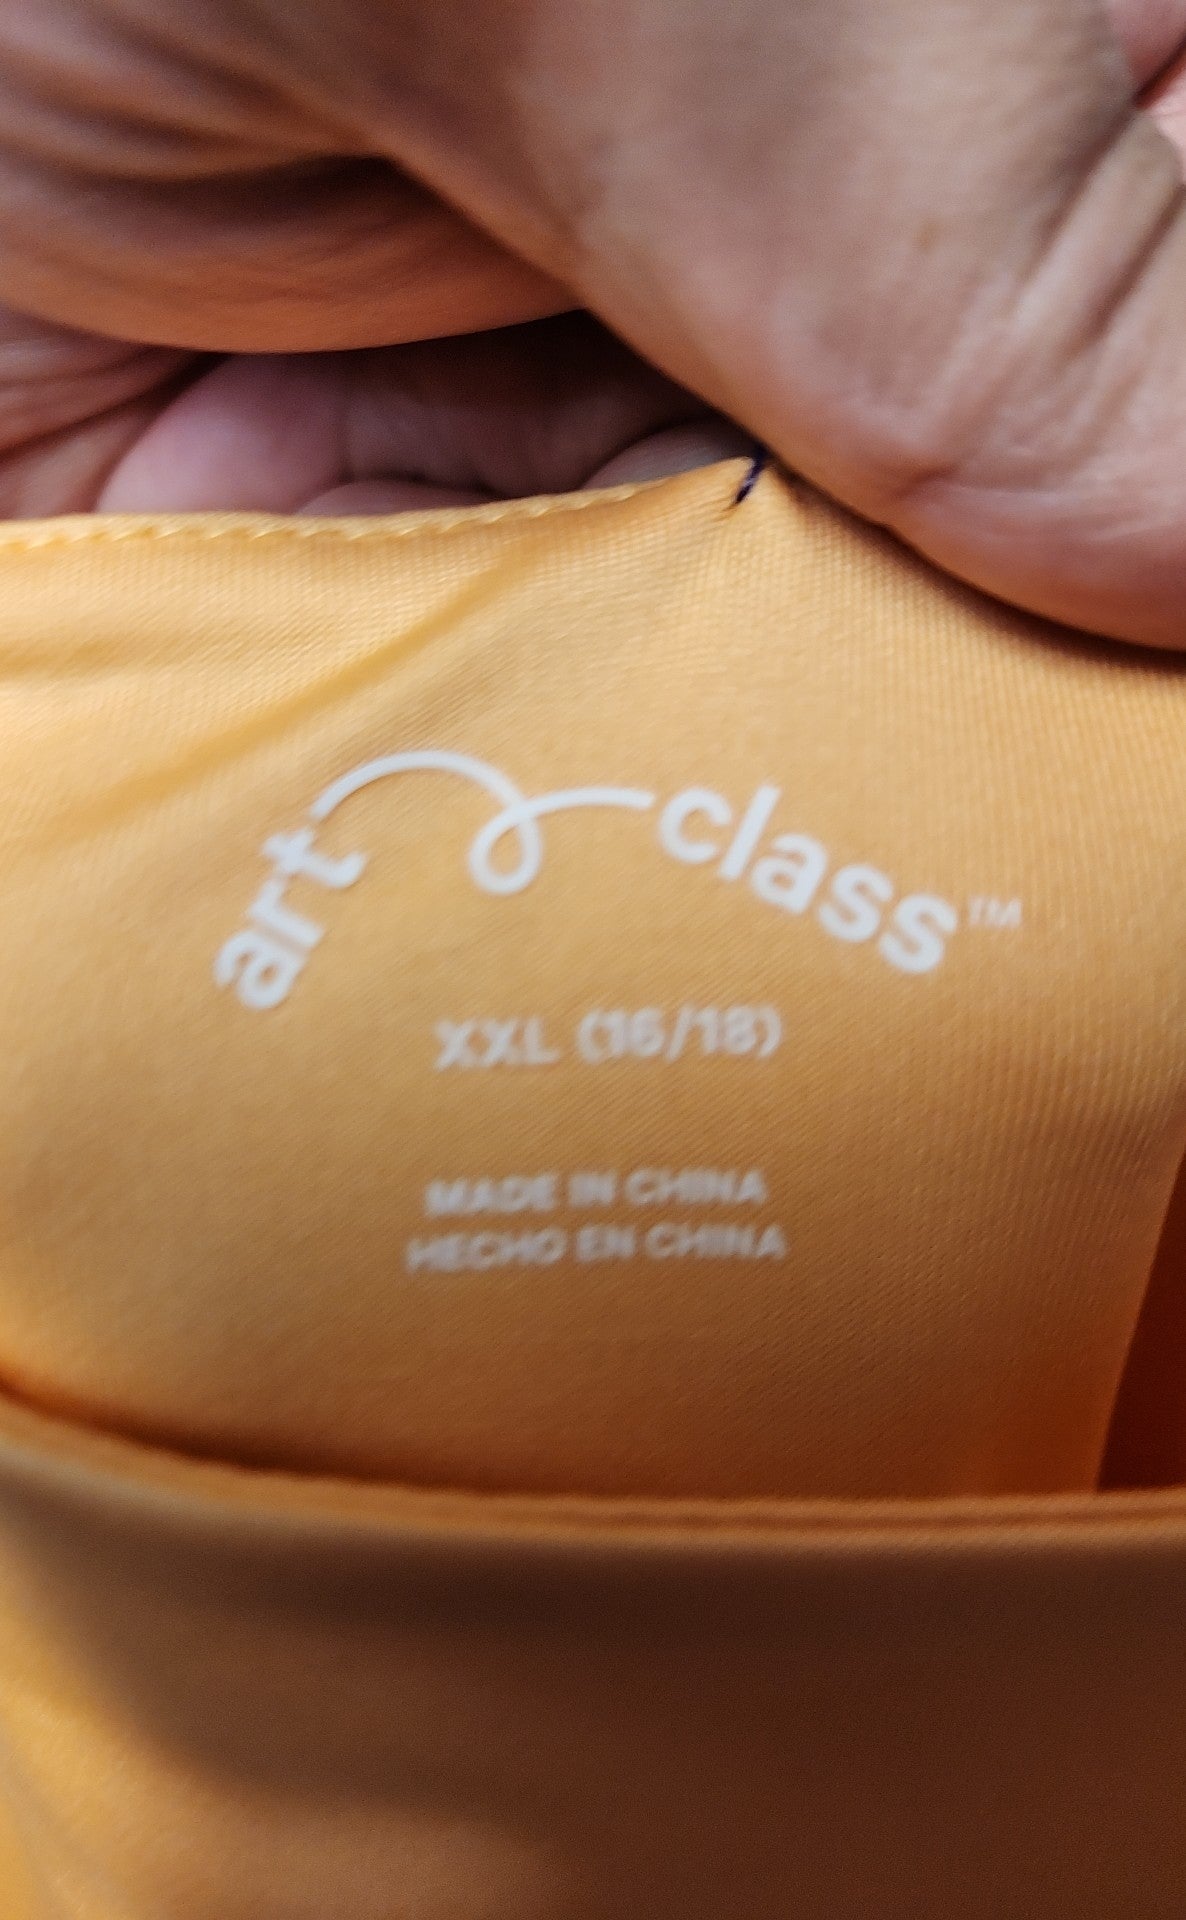 art class™
XXL (16/18)
MADE IN CHINA
HECHO EN CHINA